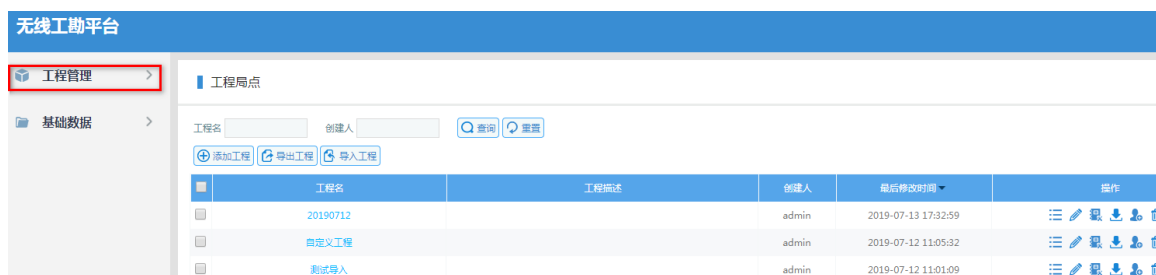 无线工勘平台
工程管理
基础数据
工程局点
工程名 创建人 查询 重置
添加工程 导出工程 导入工程
工程名 工程描述 创建人 最后修改时间 操作
20190712 admin 2019-07-13 17:32:59
自定义工程 admin 2019-07-12 11:05:32
测试导入 admin 2019-07-12 11:01:09